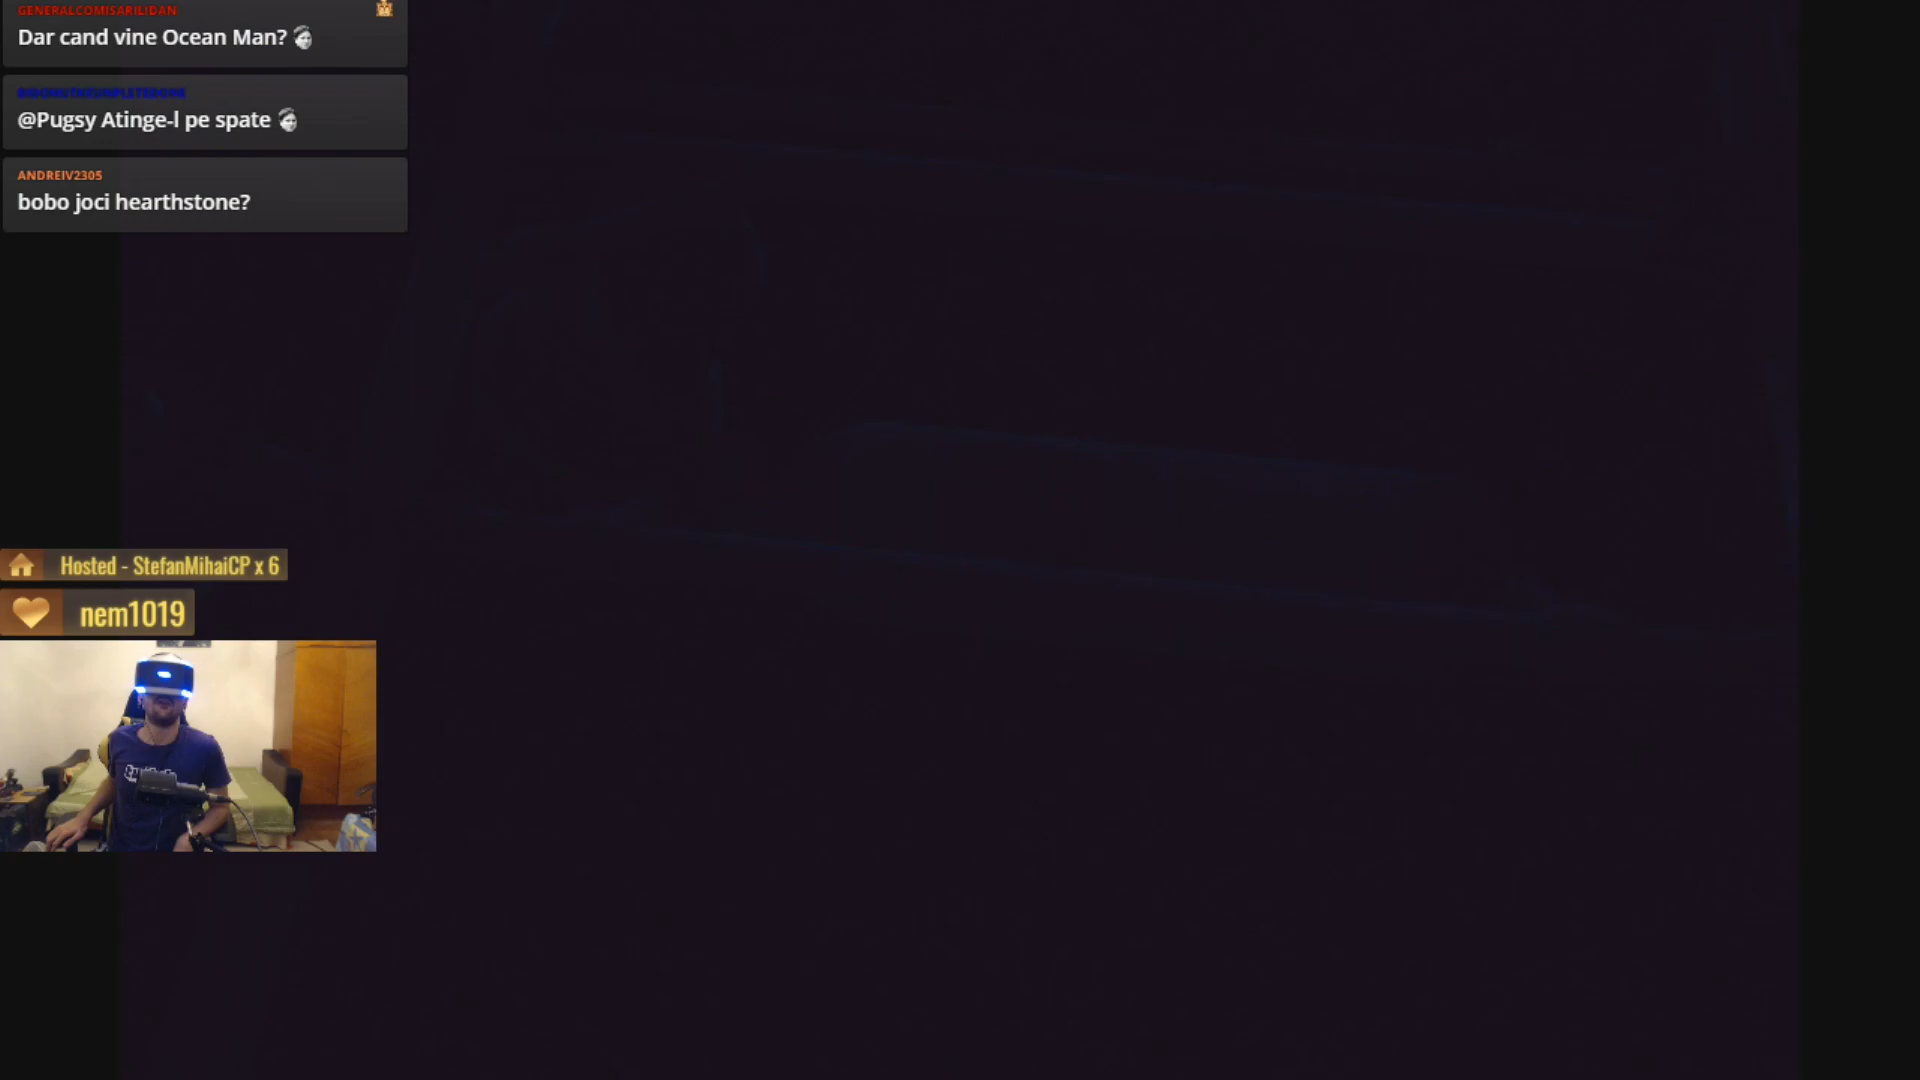 GENERALCOMISARILIDAN
Dar cand vine Ocean Man?
@Pugsy Atinge-l pe spate
ANDREIV2305
bobo joci hearthstone?
Hosted - StefanMihaiCP x 6
nem1019